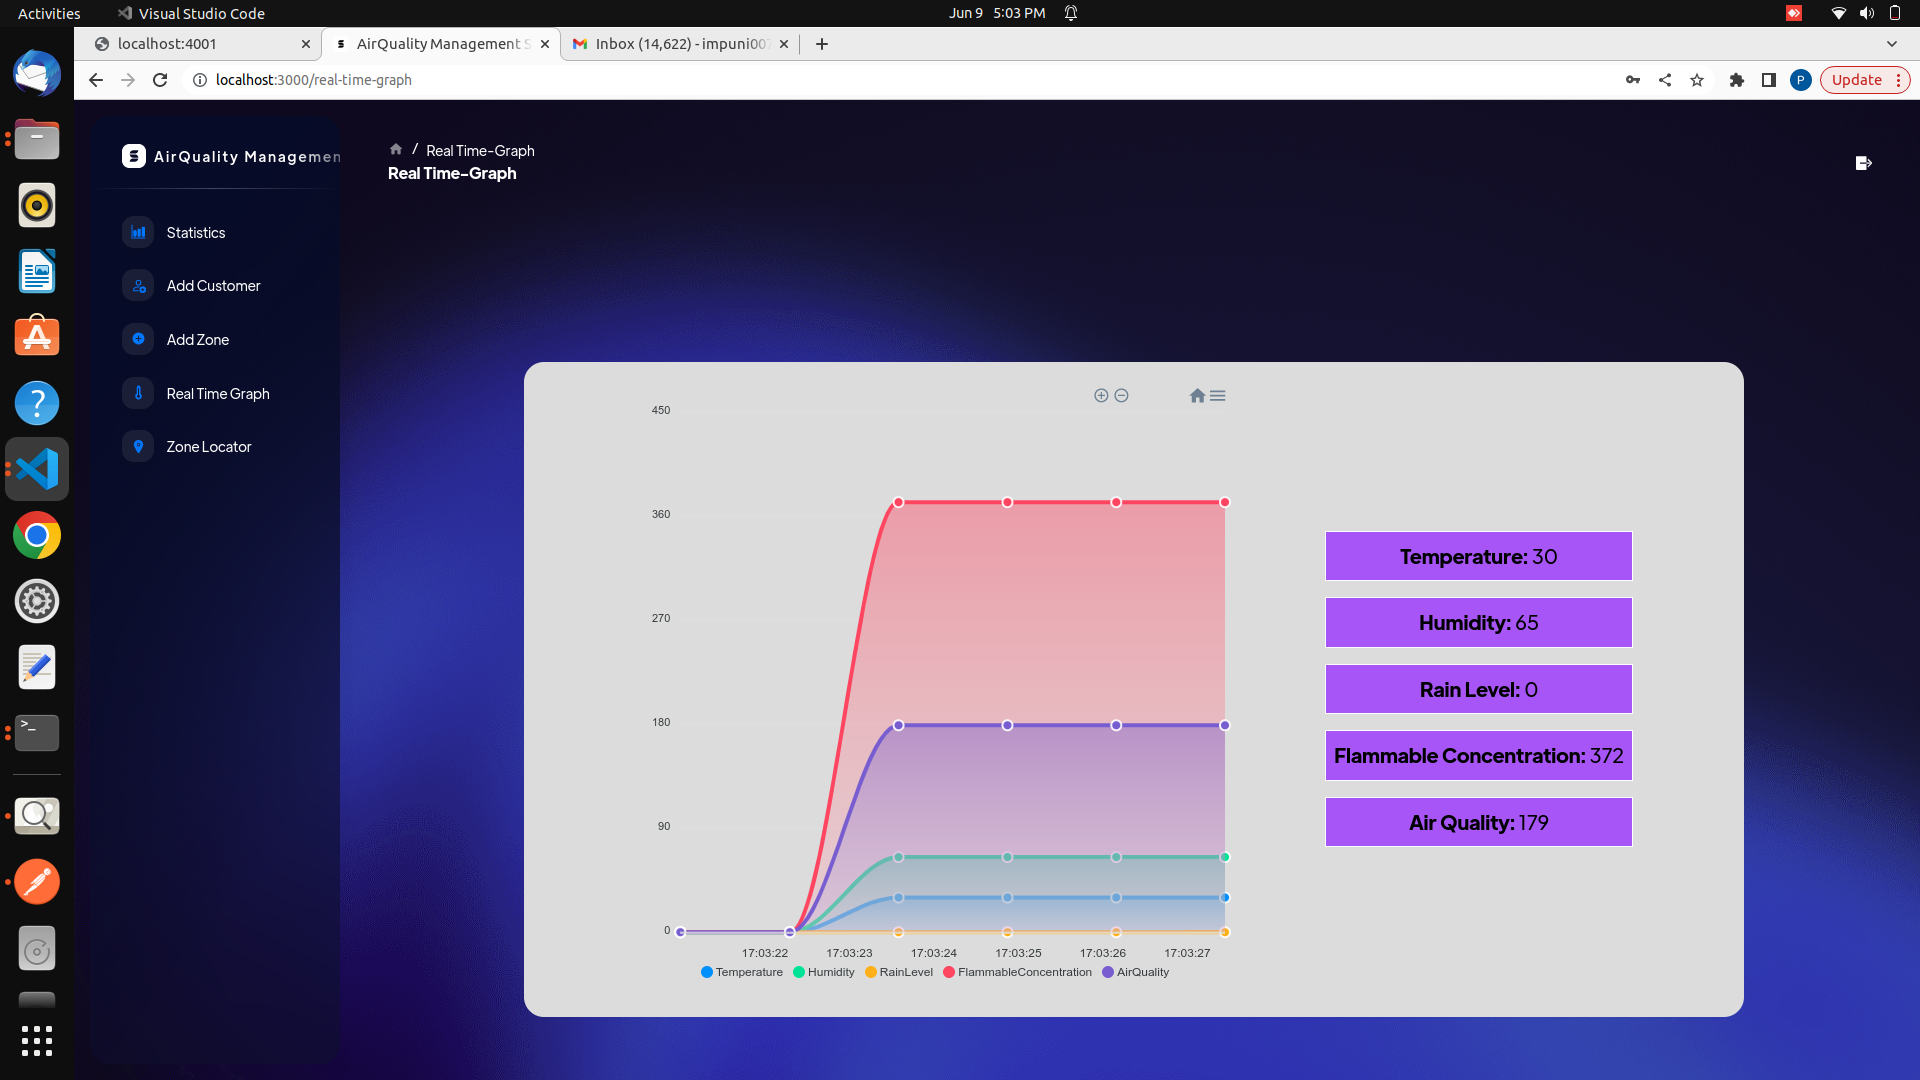 Activities
Visual Studio Code
Jun 9 5:03 PM
localhost:4001
AirQuality Management S
Inbox (14,622) - impuni007
localhost:3000/real-time-graph
P
Update
AirQuality Managemen
/ Real Time-Graph
Real Time-Graph
Statistics
Add Customer
Add Zone
Real Time Graph
Zone Locator
450
360
270
180
90
0
17:03:22 17:03:23 17:03:24 17:03:25 17:03:26 17:03:27
Temperature Humidity RainLevel FlammableConcentration AirQuality
Temperature: 30
Humidity: 65
Rain Level: 0
Flammable Concentration: 372
Air Quality: 179